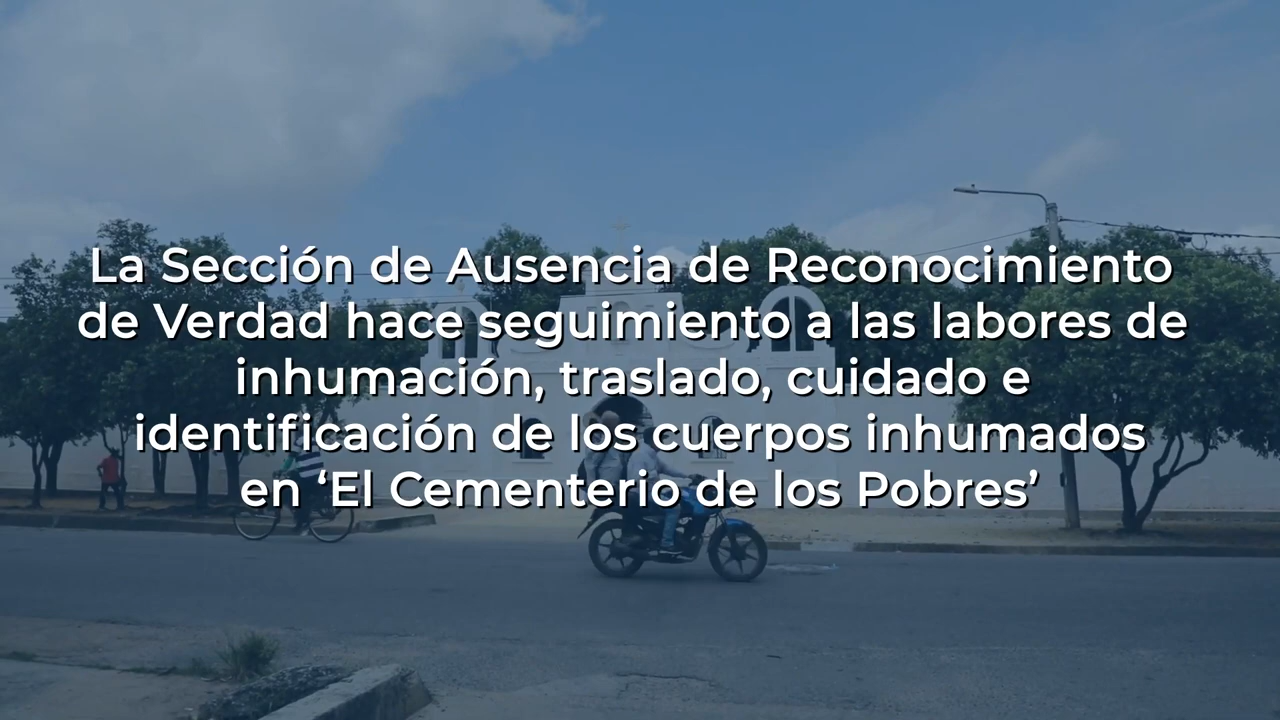 La Sección de Ausencia de Reconocimiento
de Verdad hace seguimiento a las labores de
inhumación, traslado, cuidado e
identificación de los cuerpos inhumados
en ‘El Cementerio de los Pobres’